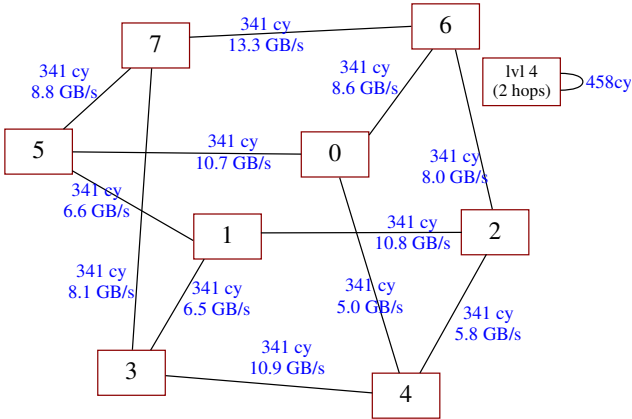 341 cy
13.3 GB/s
6
7
341 cy
8.8 GB/s
341 cy
8.6 GB/s
lvl 4
(2 hops)
458cy
5
341 cy
10.7 GB/s
0
341 cy
6.6 GB/s
341 cy
8.0 GB/s
1
341 cy
10.8 GB/s
2
341 cy
8.1 GB/s
341 cy
6.5 GB/s
341 cy
5.0 GB/s
341 cy
5.8 GB/s
3
341 cy
10.9 GB/s
4